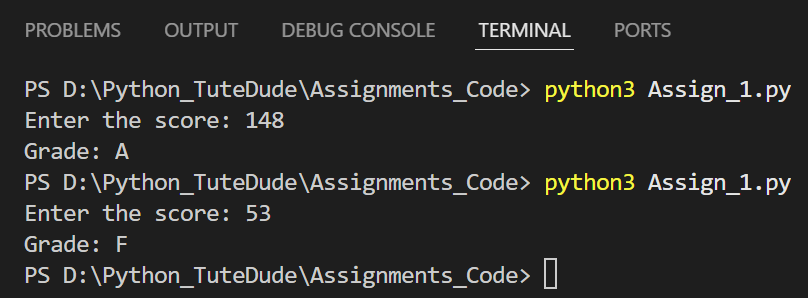 PROBLEMS OUTPUT DEBUG CONSOLE TERMINAL PORTS
PS D:\Python_TuteDude\Assignments_Code> python3 Assign_1.py
Enter the score: 148
Grade: A
PS D:\Python_TuteDude\Assignments_Code> python3 Assign_1.py
Enter the score: 53
Grade: F
PS D:\Python_TuteDude\Assignments_Code>